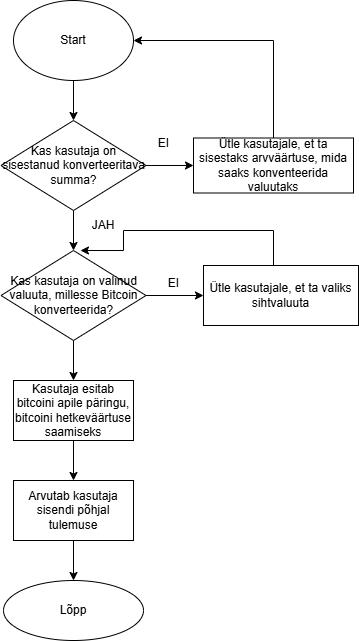 Start
Kas kasutaja on
sisestanud konverteeritava
summa?
EI
Ütle kasutajale, et ta
sisestaks arvväärtuse, mida
saaks konventeerida
valuutaks
JAH
Kas kasutaja on valinud
valuuta, millesse Bitcoin
konverteerida?
EI
Ütle kasutajale, et ta valiks
sihtvaluuta
Kasutaja esitab
bitcoini apile päringu,
bitcoini hetkeväärtuse
saamiseks
Arvutab kasutaja
sisendi põhjal
tulemuse
Lõpp